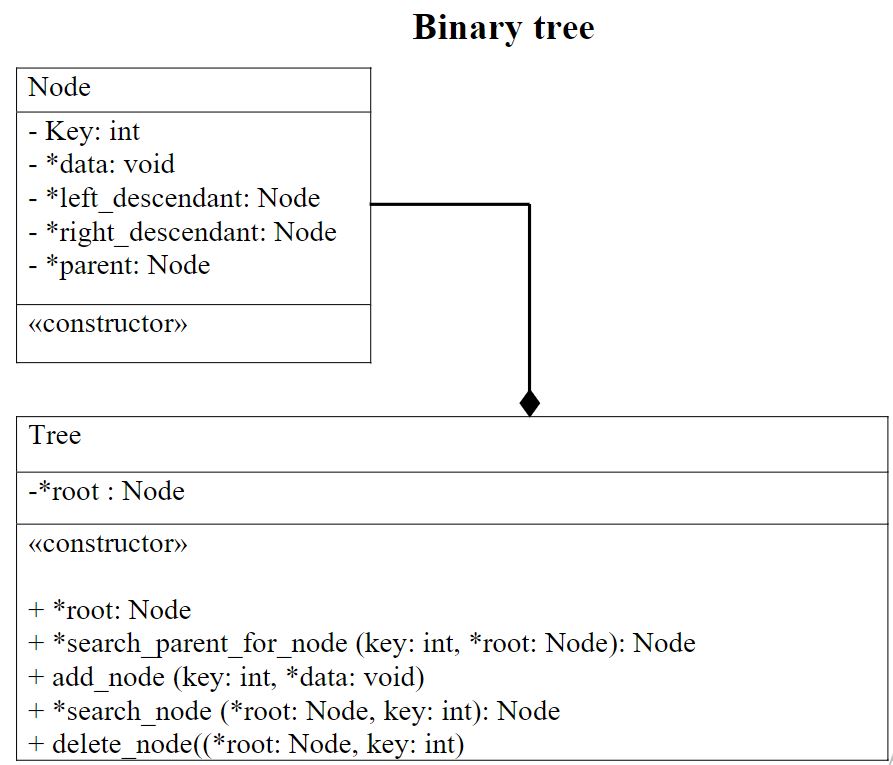 Binary tree
Node
- Key: int
- *data: void
- *left_descendant: Node
- *right_descendant: Node
- *parent: Node
«constructor»
Tree
-*root : Node
«constructor»
+ *root: Node
+ *search_parent_for_node (key: int, *root: Node): Node
+ add_node (key: int, *data: void)
+ *search_node (*root: Node, key: int): Node
+ delete_node((*root: Node, key: int)